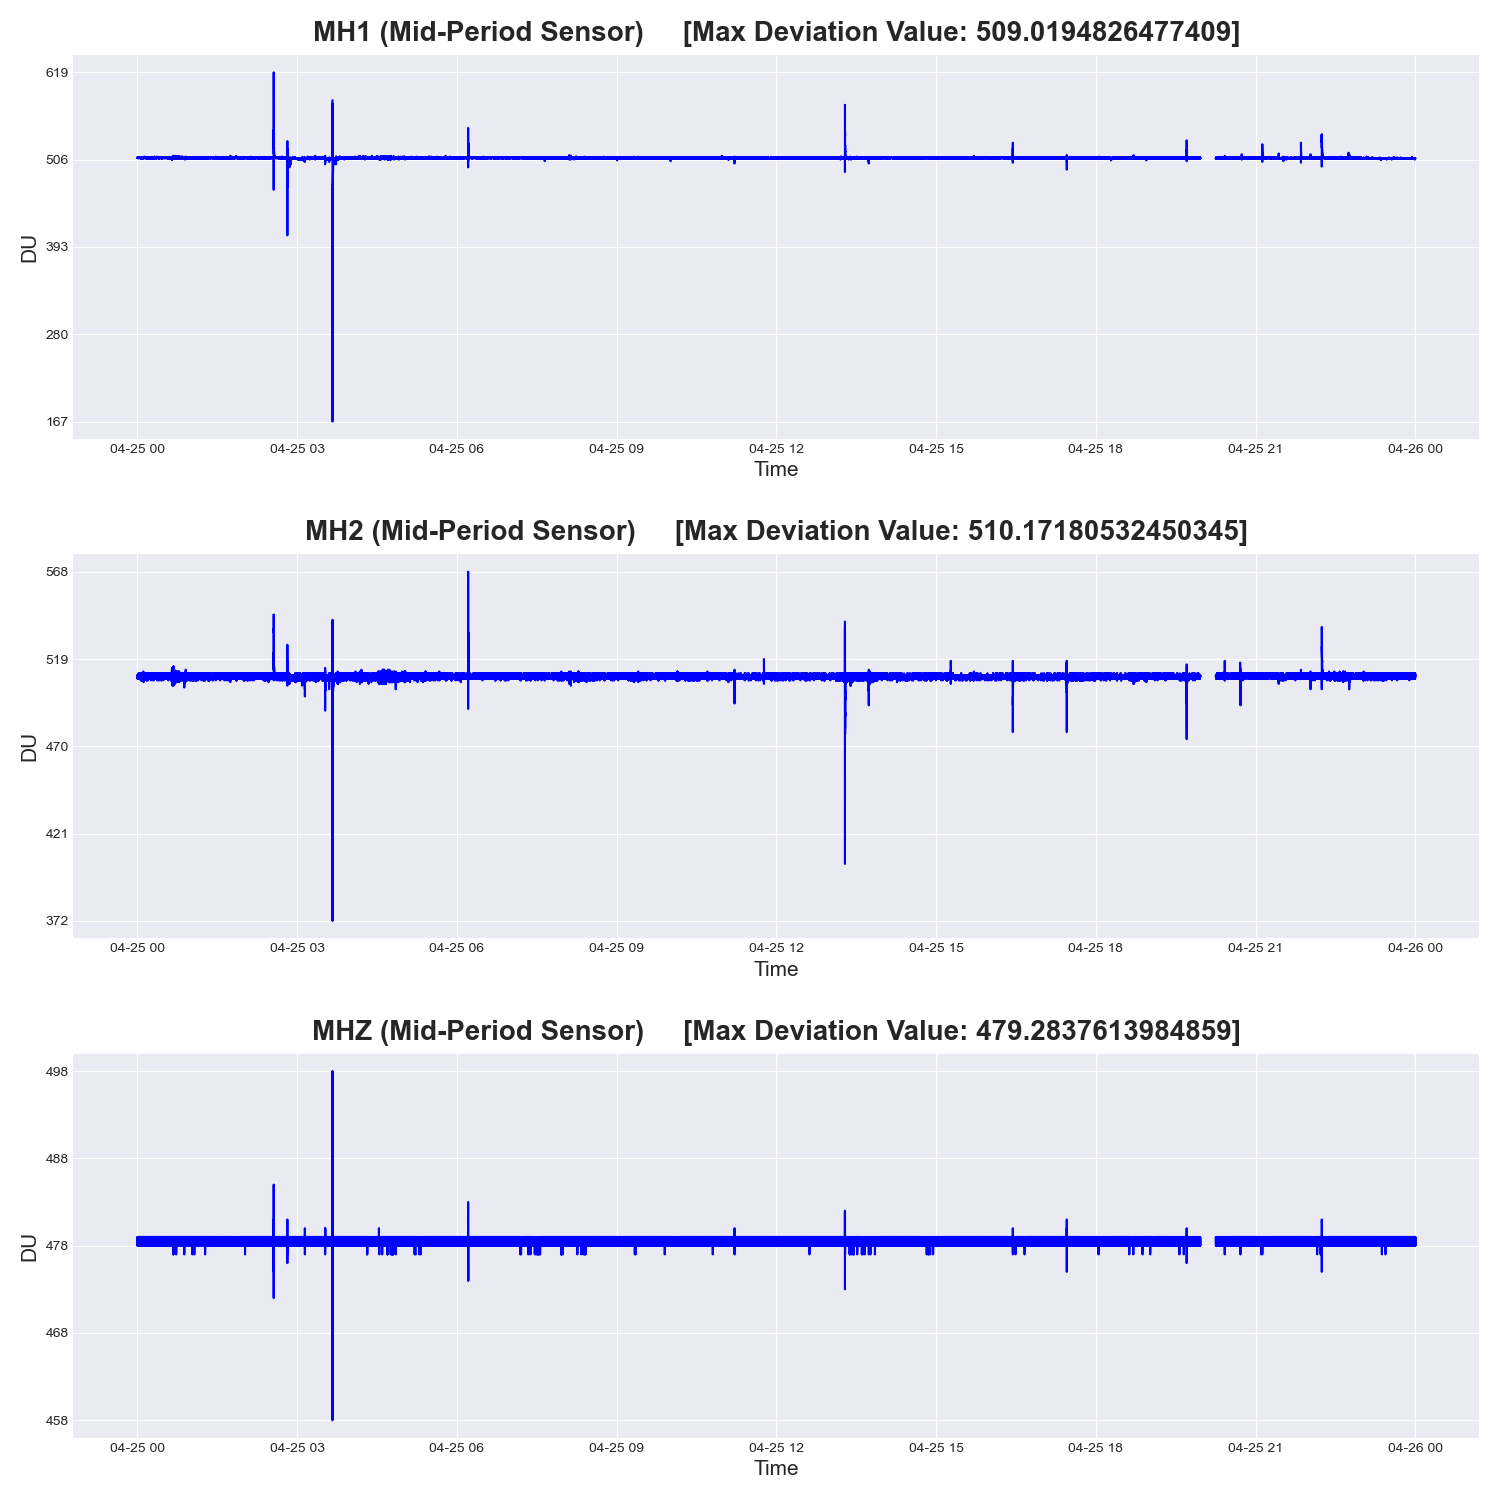 MH1 (Mid-Period Sensor) [Max Deviation Value: 509.0194826477409]
619
506
393
280
167
DU
04-25 00 04-25 03 04-25 06 04-25 09 04-25 12 04-25 15 04-25 18 04-25 21 04-26 00
Time
MH2 (Mid-Period Sensor) [Max Deviation Value: 510.17180532450345]
568
519
470
421
372
DU
04-25 00 04-25 03 04-25 06 04-25 09 04-25 12 04-25 15 04-25 18 04-25 21 04-26 00
Time
MHZ (Mid-Period Sensor) [Max Deviation Value: 479.2837613984859]
498
488
478
468
458
DU
04-25 00 04-25 03 04-25 06 04-25 09 04-25 12 04-25 15 04-25 18 04-25 21 04-26 00
Time